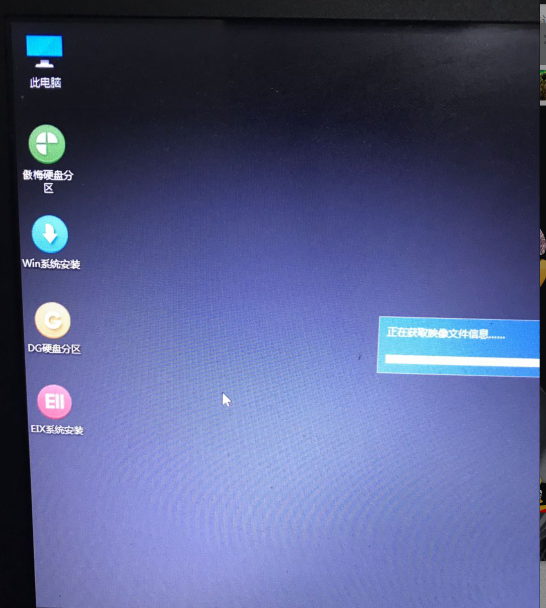 此电脑
傲梅硬盘分
区
Win系统安装
DG硬盘分区
EIX系统安装
正在获取映像文件信息......